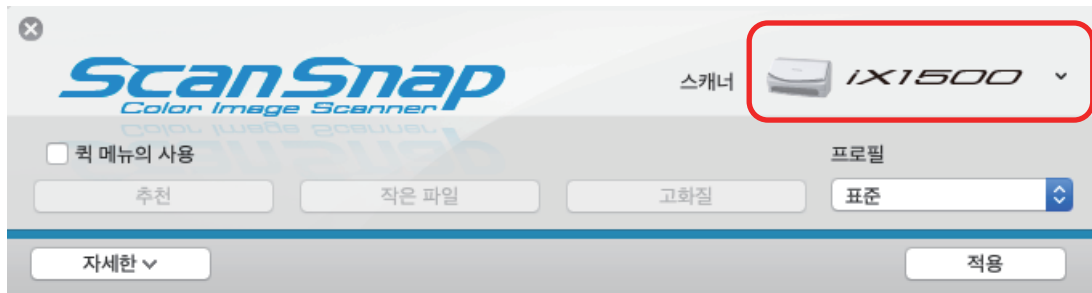 ScanSnap
Color Image Scanner
스캐너
iX1500
퀵 메뉴의 사용
프로필
추천
작은 파일
고화질
표준
자세한
적용